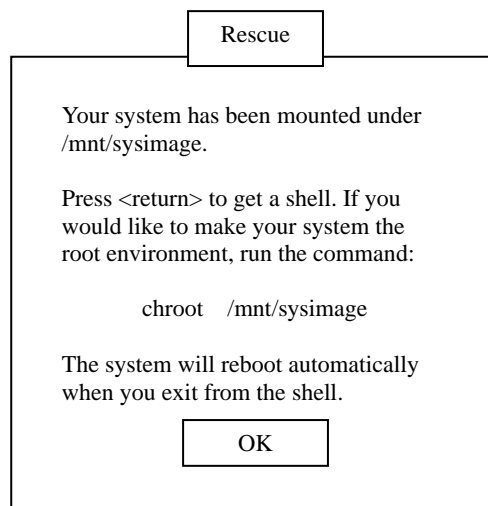 Rescue
Your system has been mounted under
/mnt/sysimage.
Press <return> to get a shell. If you
would like to make your system the
root environment, run the command:
chroot /mnt/sysimage
The system will reboot automatically
when you exit from the shell.
OK